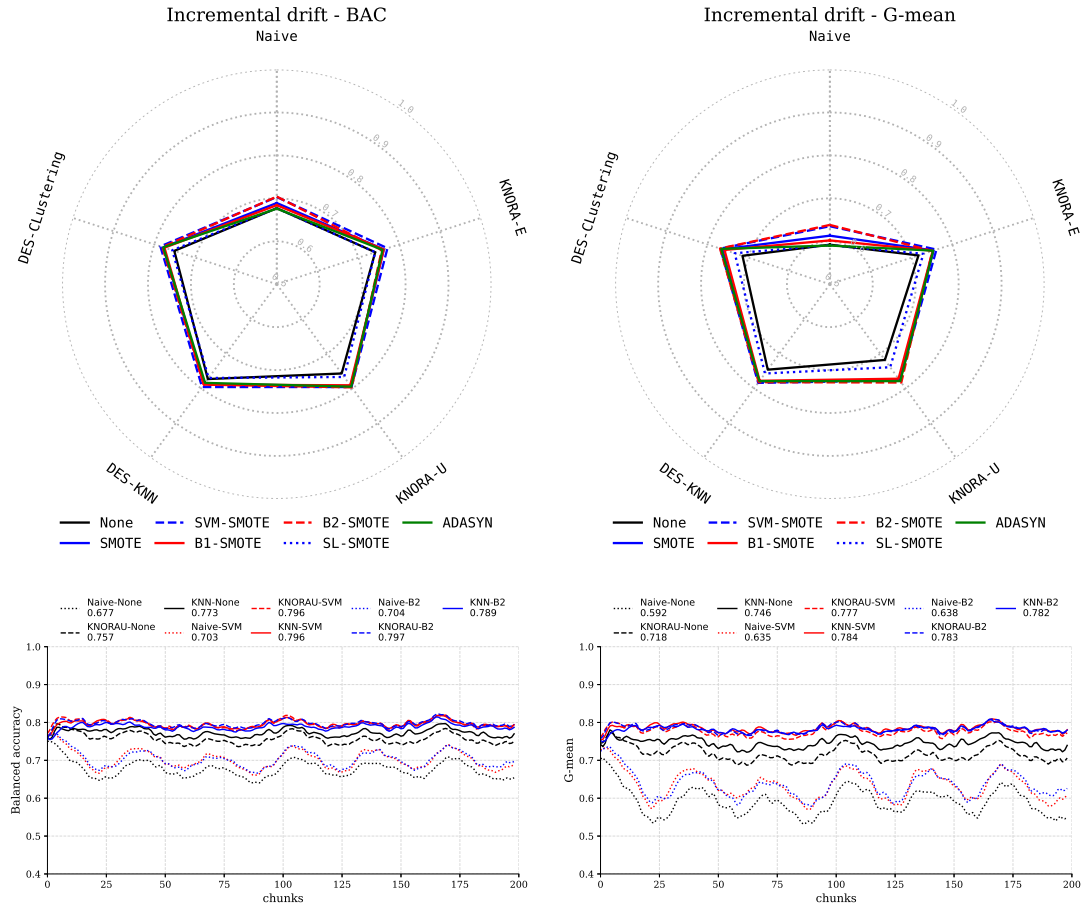 Incremental drift - BAC
Naive
1.0
0.9
0.8
0.7
0.6
0.5
DES-Clustering
KNORA-E
DES-KNN
KNORA-U
None SVM-SMOTE B2-SMOTE ADASYN
SMOTE B1-SMOTE SL-SMOTE
Incremental drift - G-mean
Naive
1.0
0.9
0.8
0.7
0.6
0.5
DES-Clustering
KNORA-E
DES-KNN
KNORA-U
None SVM-SMOTE B2-SMOTE ADASYN
SMOTE B1-SMOTE SL-SMOTE
Naive-None KNN-None KNORAU-SVM Naive-B2 KNN-B2
0.677 0.773 0.796 0.704 0.789
KNORAU-None Naive-SVM KNN-SVM KNORAU-B2
0.757 0.703 0.796 0.797
1.0
0.9
0.8
0.7
0.6
0.5
0.4
Balanced accuracy
0 25 50 75 100 125 150 175 200
chunks
Naive-None KNN-None KNORAU-SVM Naive-B2 KNN-B2
0.592 0.746 0.777 0.638 0.782
KNORAU-None Naive-SVM KNN-SVM KNORAU-B2
0.718 0.635 0.784 0.783
1.0
0.9
0.8
0.7
0.6
0.5
0.4
G-mean
0 25 50 75 100 125 150 175 200
chunks